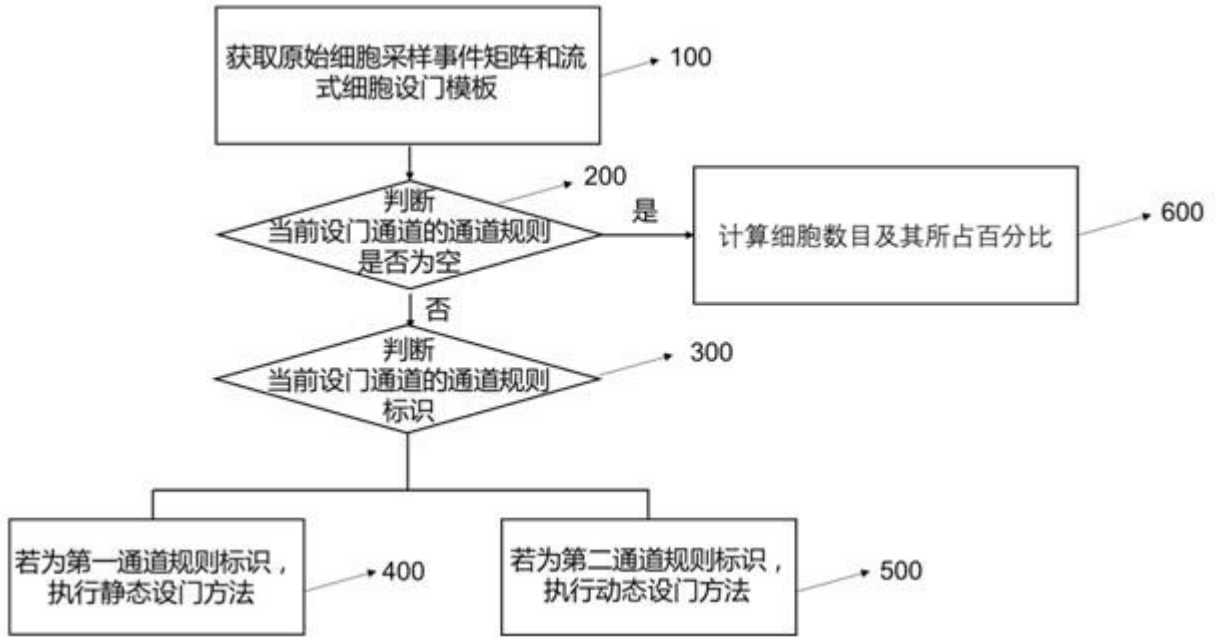 获取原始细胞采样事件矩阵和流
式细胞设门模板
100
判断
当前设门通道的通道规则
是否为空
200
是
计算细胞数目及其所占百分比
600
否
判断
当前设门通道的通道规则
标识
300
若为第一通道规则标识，
执行静态设门方法
400
若为第二通道规则标识，
执行动态设门方法
500